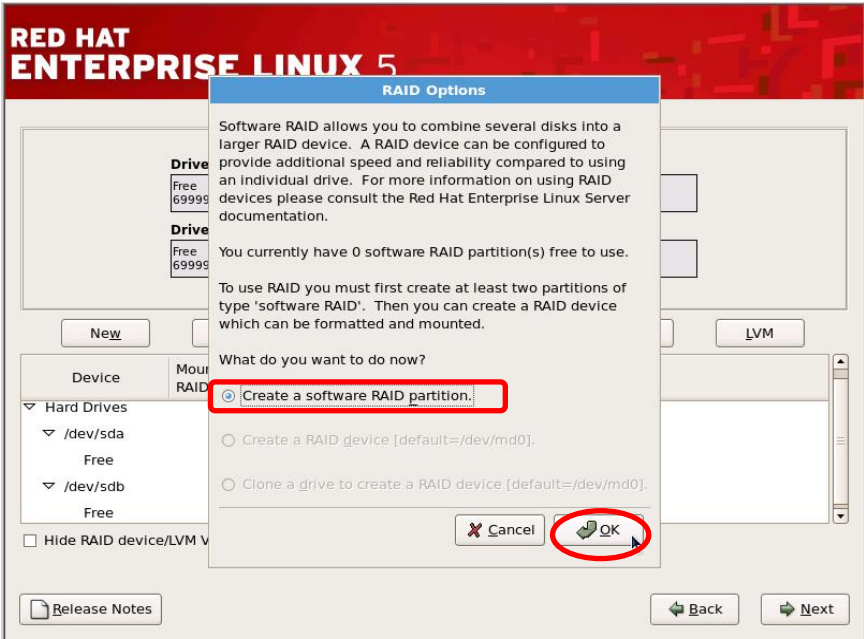 RED HAT
ENTERPRISE LINUX 5
RAID Options
Software RAID allows you to combine several disks into a
larger RAID device. A RAID device can be configured to
provide additional speed and reliability compared to using
an individual drive. For more information on using RAID
devices please consult the Red Hat Enterprise Linux Server
documentation.
You currently have 0 software RAID partition(s) free to use.
To use RAID you must first create at least two partitions of
type 'software RAID'. Then you can create a RAID device
which can be formatted and mounted.
What do you want to do now?
Create a software RAID partition.
Create a RAID device [default=/dev/md0].
Clone a drive to create a RAID device [default=/dev/md0].
Cancel
OK
Drive
Free
69999
Drive
Free
69999
New
LVM
Device
Moun
RAID
Hard Drives
/dev/sda
Free
/dev/sdb
Free
Hide RAID device/LVM V
Release Notes
Back
Next